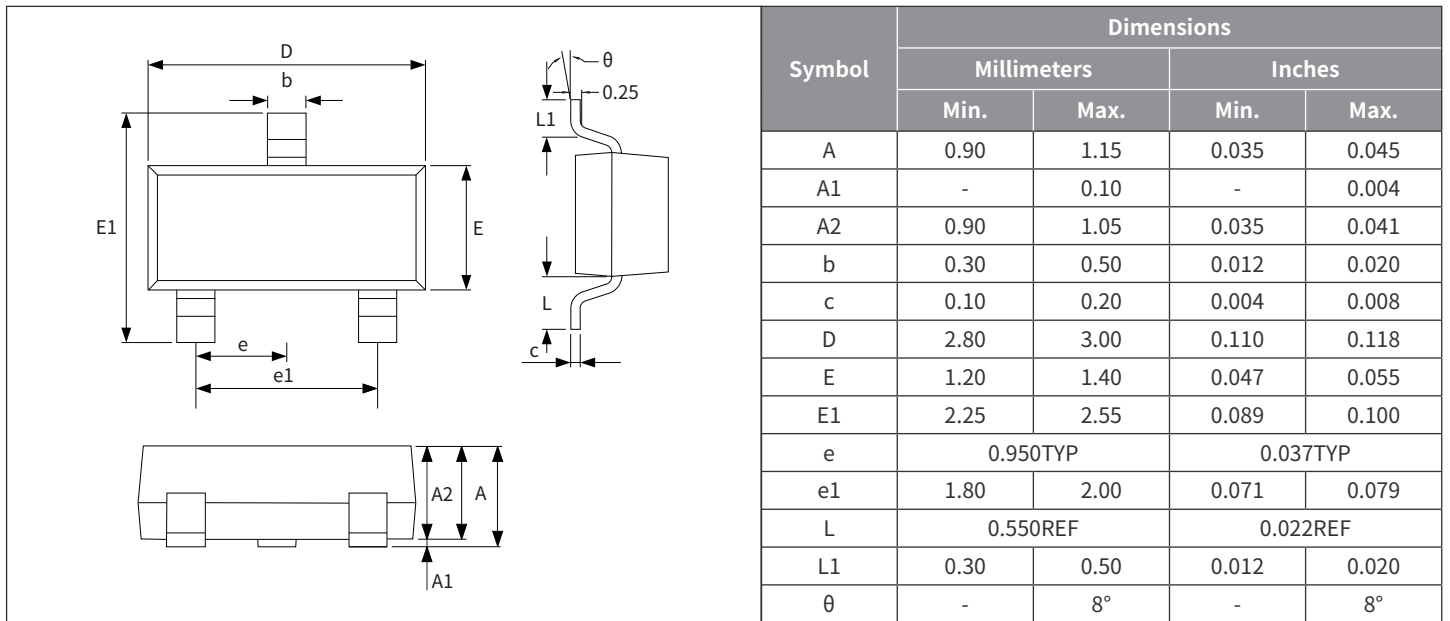 D
b
θ
0.25
L1
E1
E
L
e
c
e1
A2
A
A1
Symbol
Dimensions
Millimeters
Inches
Min.
Max.
Min.
Max.
A 0.90 1.15 0.035 0.045
A1 - 0.10 - 0.004
A2 0.90 1.05 0.035 0.041
b 0.30 0.50 0.012 0.020
c 0.10 0.20 0.004 0.008
D 2.80 3.00 0.110 0.118
E 1.20 1.40 0.047 0.055
E1 2.25 2.55 0.089 0.100
e 0.950TYP 0.037TYP
e1 1.80 2.00 0.071 0.079
L 0.550REF 0.022REF
L1 0.30 0.50 0.012 0.020
θ - 8° - 8°